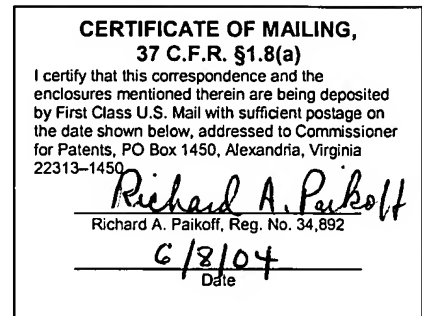 CERTIFICATE OF MAILING,
37 C.F.R. §1.8(a)
I certify that this correspondence and the
enclosures mentioned therein are being deposited
by First Class U.S. Mail with sufficient postage on
the date shown below, addressed to Commissioner
for Patents, PO Box 1450, Alexandria, Virginia
22313–1450
Richard A. Paikoff
Richard A. Paikoff, Reg. No. 34,892
6/8/04
Date